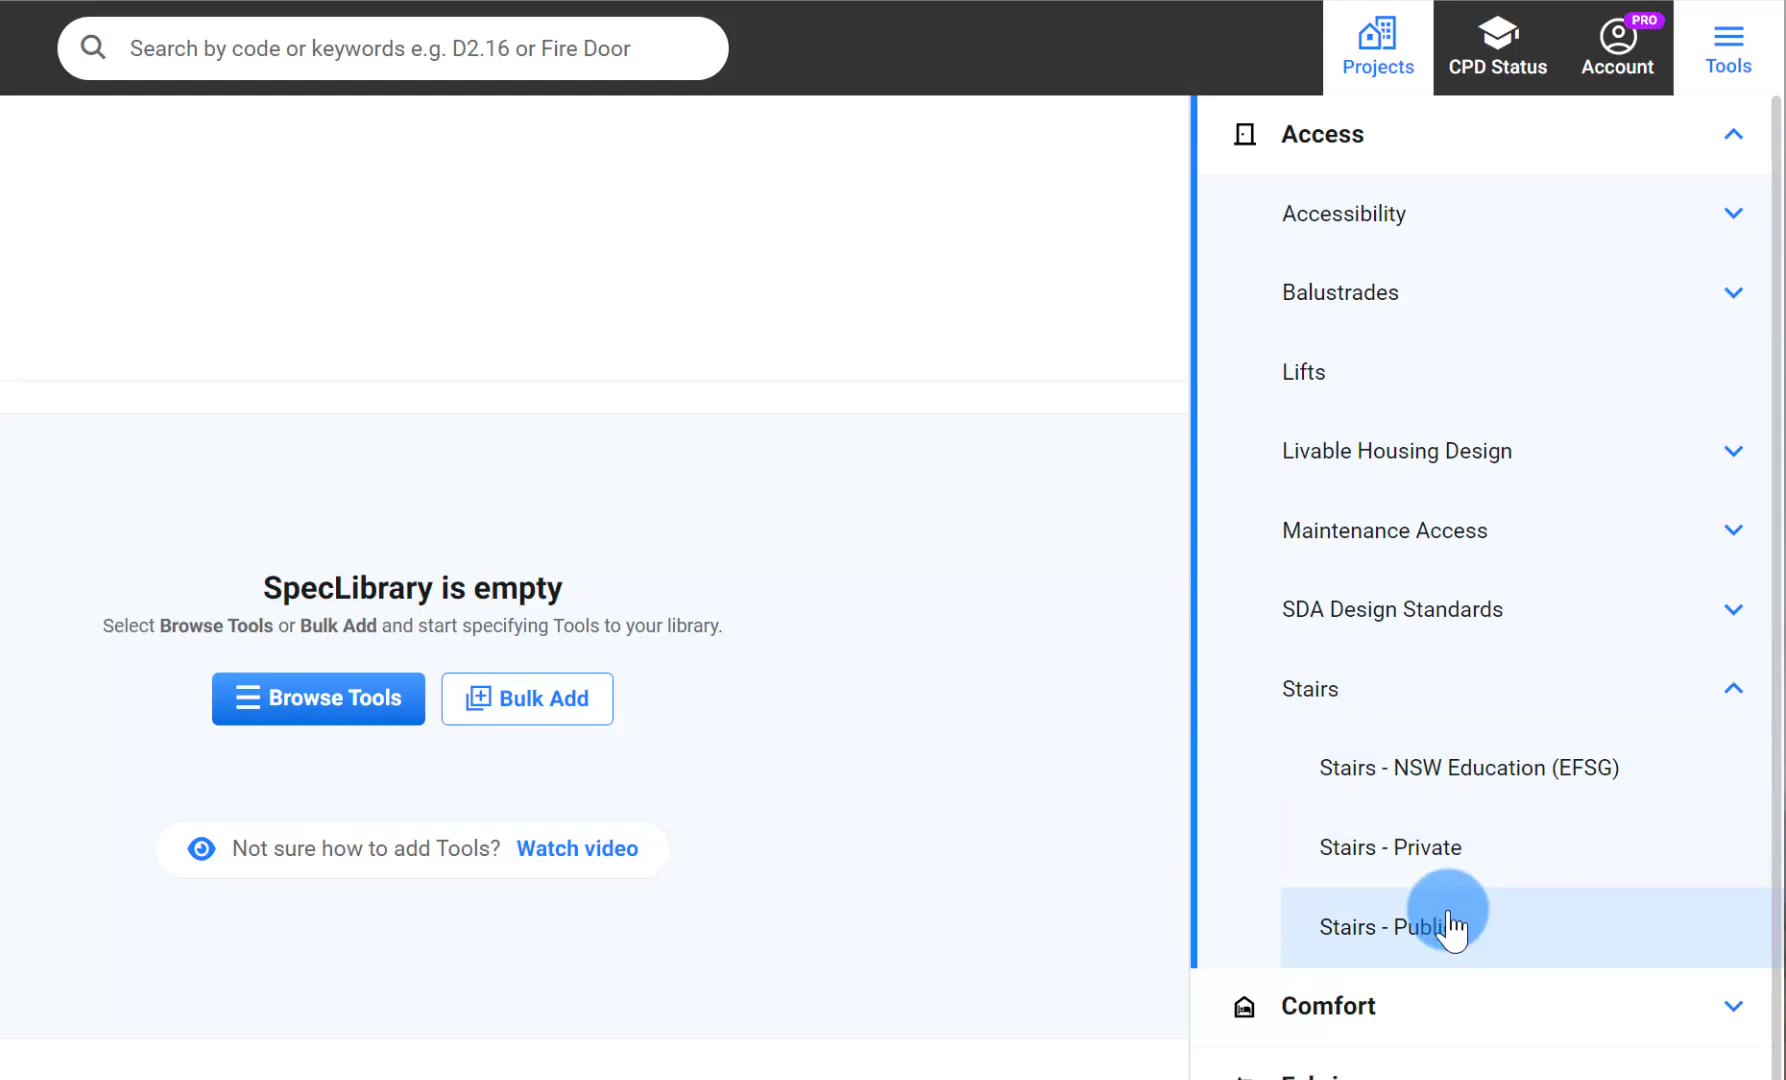 Search by code or keywords e.g. D2.16 or Fire Door
Projects
CPD Status
PRO
Account
Tools
Access
Accessibility
Balustrades
Lifts
Livable Housing Design
Maintenance Access
SDA Design Standards
Stairs
Stairs - NSW Education (EFSG)
Stairs - Private
Stairs - Publi
Comfort
SpecLibrary is empty
Select Browse Tools or Bulk Add and start specifying Tools to your library.
Browse Tools
Bulk Add
Not sure how to add Tools? Watch video